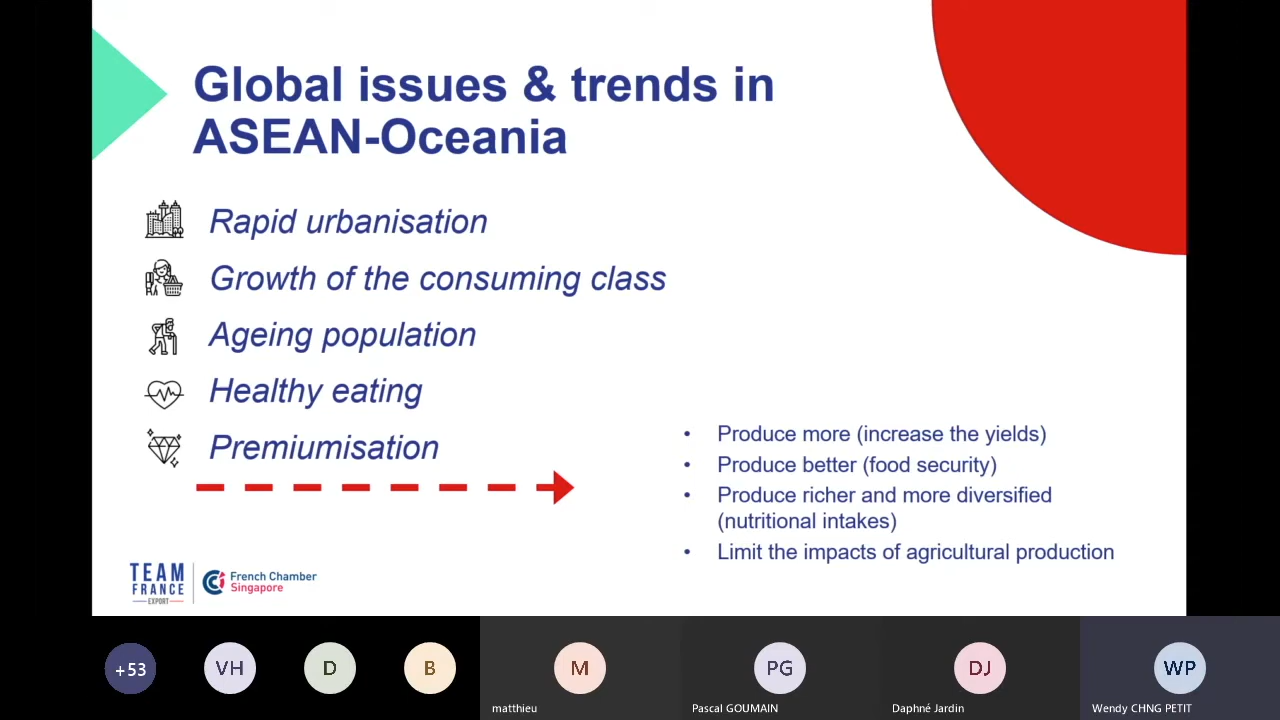 Global issues & trends in
ASEAN-Oceania
Rapid urbanisation
Growth of the consuming class
Ageing population
Healthy eating
Premiumisation
• Produce more (increase the yields)
• Produce better (food security)
• Produce richer and more diversified
(nutritional intakes)
• Limit the impacts of agricultural production
TEAM
FRANCE
EXPORT
French Chamber
Singapore
+53
VH
D
B
M
PG
DJ
WP
matthieu
Pascal GOUMAIN
Daphné Jardin
Wendy CHNG PETIT